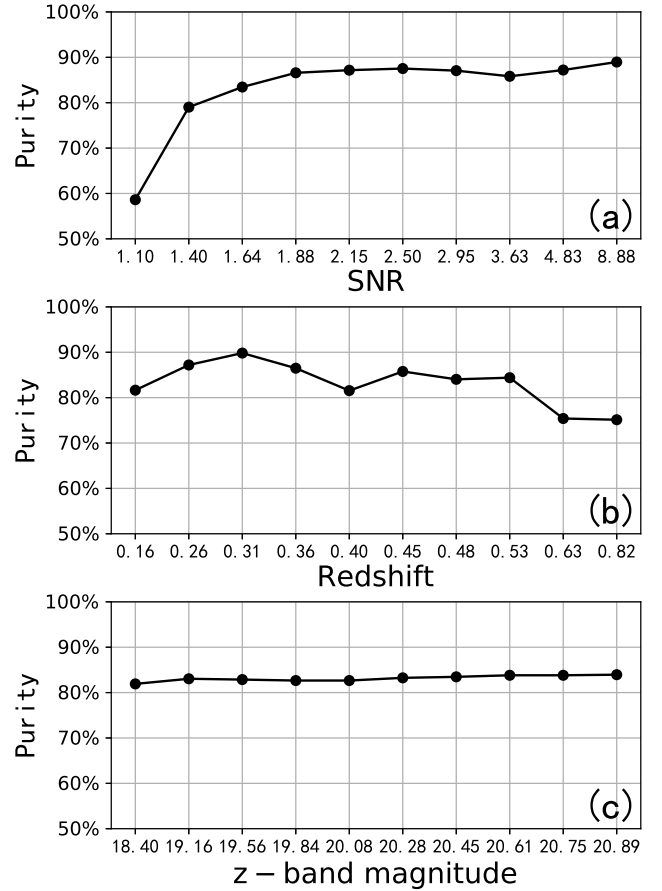 100%
90%
80%
70%
60%
50%
Purity
(a)
1.10 1.40 1.64 1.88 2.15 2.50 2.95 3.63 4.83 8.88
SNR
100%
90%
80%
70%
60%
50%
Purity
(b)
0.16 0.26 0.31 0.36 0.40 0.45 0.48 0.53 0.63 0.82
Redshift
100%
90%
80%
70%
60%
50%
Purity
(c)
18.40 19.16 19.56 19.84 20.08 20.28 20.45 20.61 20.75 20.89
z − band magnitude